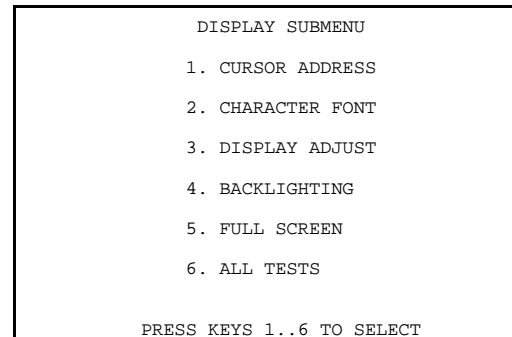 DISPLAY SUBMENU
1. CURSOR ADDRESS
2. CHARACTER FONT
3. DISPLAY ADJUST
4. BACKLIGHTING
5. FULL SCREEN
6. ALL TESTS
PRESS KEYS 1..6 TO SELECT